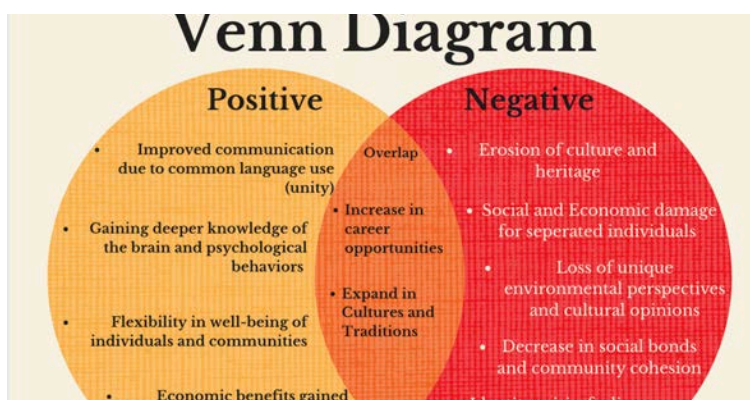 Venn Diagram
Positive
• Improved communication
due to common language use
(unity)
• Gaining deeper knowledge of
the brain and psychological
behaviors
• Flexibility in well-being of
individuals and communities
• Economic benefits gained
Overlap
• Increase in
career
opportunities
• Expand in
Cultures and
Traditions
Negative
• Erosion of culture and
heritage
• Social and Economic damage
for seperated individuals
• Loss of unique
environmental perspectives
and cultural opinions
• Decrease in social bonds
and community cohesion